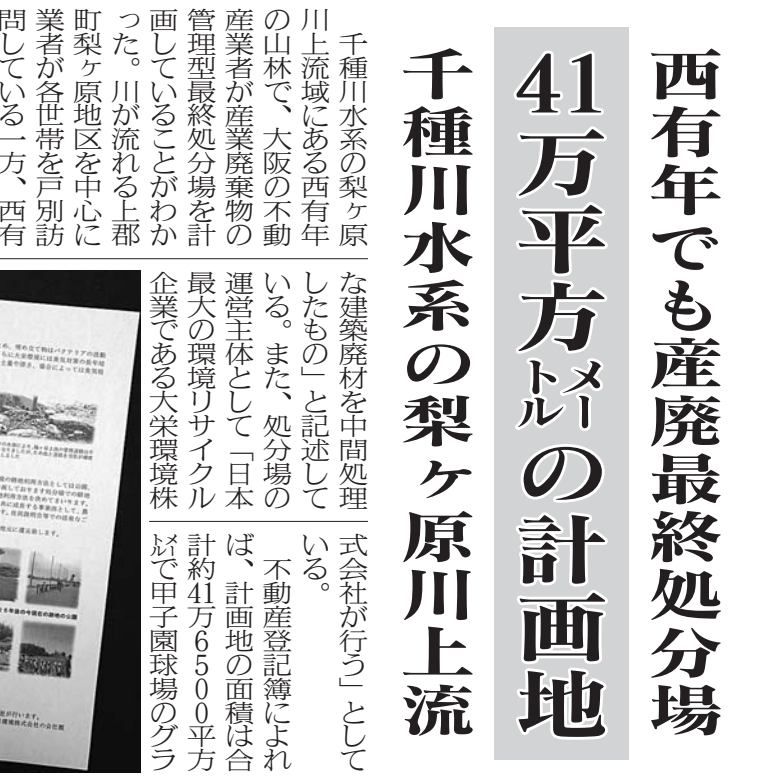 西有年でも産廃最終処分場
41万平方メートルの計画地
千種川水系の梨ヶ原川上流
千種川水系の梨ヶ原
川上流域にある西有年
の山林で、大阪の不動
産業者が産業廃棄物の
管理型最終処分場を計
画していることがわか
った。川が流れる上郡
町梨ヶ原地区を中心に
業者が各世帯を戸別訪
問している一方、西有
な建築廃材を中間処理
したもの」と記述して
いる。また、処分場の
運営主体として「日本
最大の環境リサイクル
企業である大栄環境株
式会社が行う」として
いる。
不動産登記簿によれ
ば、計画地の面積は合
計約41万6500平方
㍍で甲子園球場のグラ